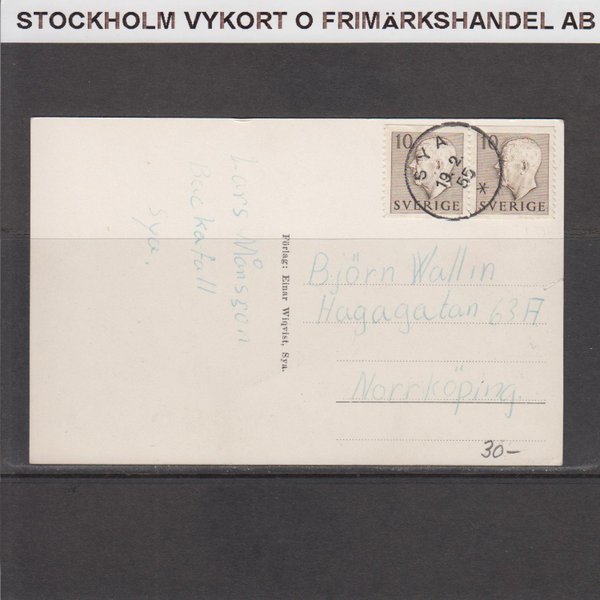 STOCKHOLM VYKORT O FRIMÄRKSHANDEL AB
10
SVERIGE
10
SVERIGE
SYA
19.2
55
Lars Månsson
Backafall
Sya.
Förlag: Einar Wiqvist, Sya.
Björn Wallin
Hagagatan 63 A
Norrköping.
30-